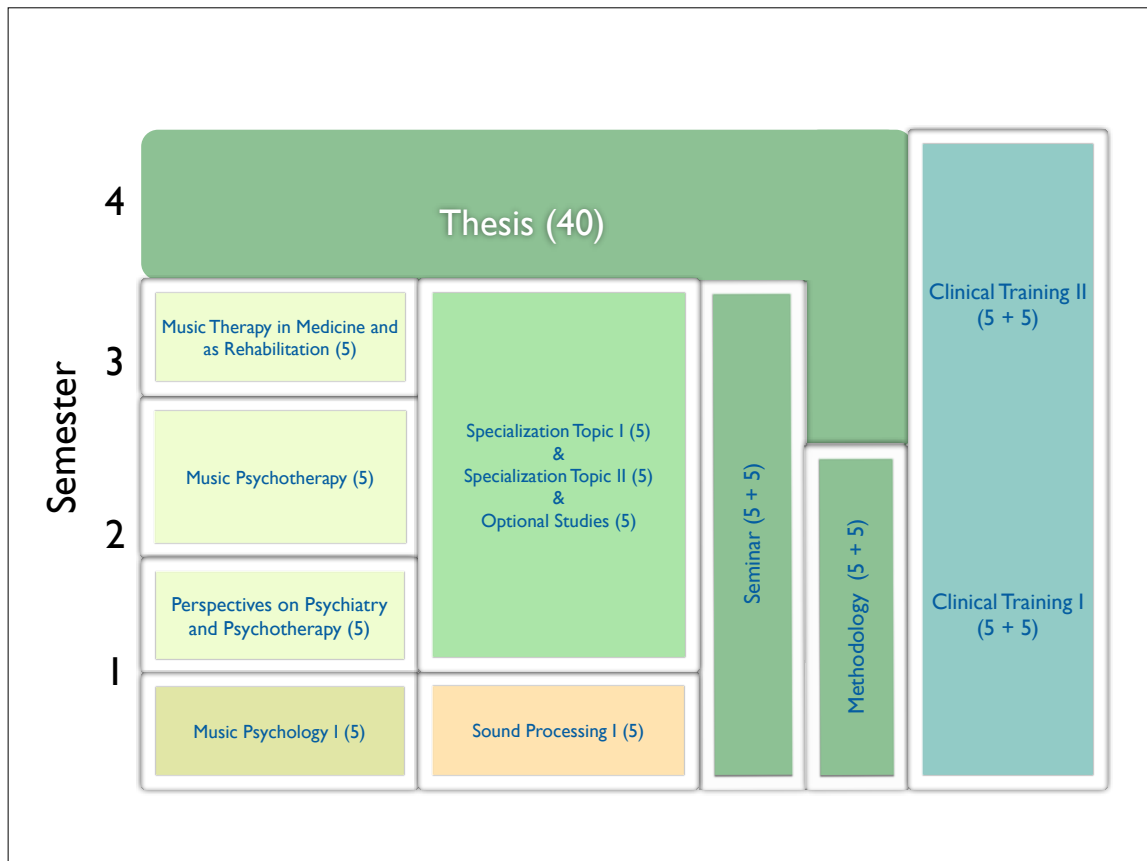 Semester
4
3
2
1
Thesis (40)
Music Therapy in Medicine and
as Rehabilitation (5)
Music Psychotherapy (5)
Perspectives on Psychiatry
and Psychotherapy (5)
Music Psychology I (5)
Specialization Topic I (5)
&
Specialization Topic II (5)
&
Optional Studies (5)
Sound Processing I (5)
Seminar (5 + 5)
Methodology (5 + 5)
Clinical Training II
(5 + 5)
Clinical Training I
(5 + 5)